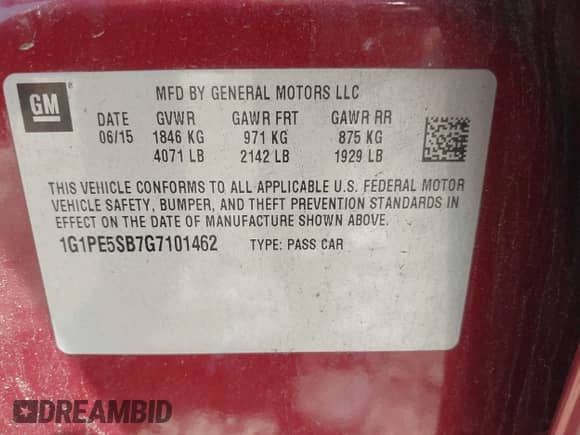 GM
MFD BY GENERAL MOTORS LLC
DATE GVWR GAWR FRT GAWR RR
06/15 1846 KG 971 KG 875 KG
4071 LB 2142 LB 1929 LB
THIS VEHICLE CONFORMS TO ALL APPLICABLE U.S. FEDERAL MOTOR
VEHICLE SAFETY, BUMPER, AND THEFT PREVENTION STANDARDS IN
EFFECT ON THE DATE OF MANUFACTURE SHOWN ABOVE.
1G1PE5SB7G7101462 TYPE: PASS CAR
DREAMBID